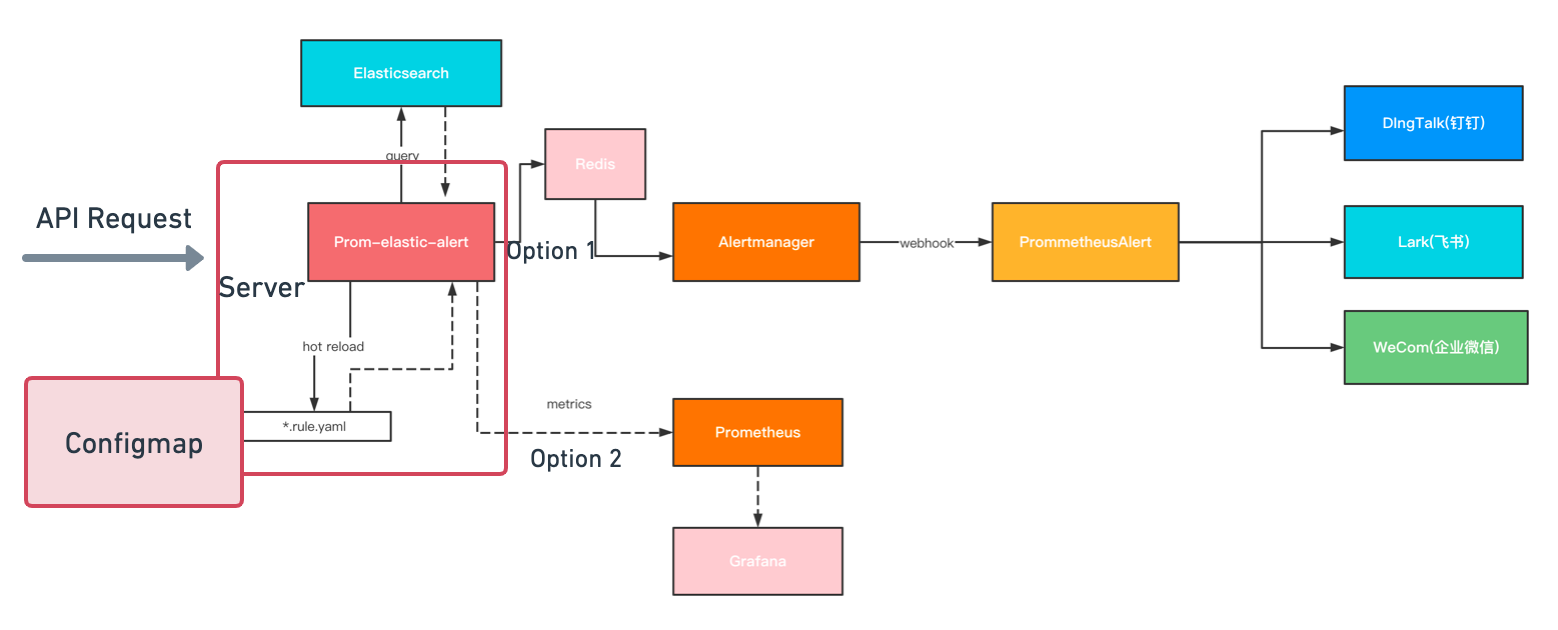 Elasticsearch
query
API Request
Prom-elastic-alert
Server
hot reload
*.rule.yaml
Configmap
Redis
Option 1
Alertmanager
webhook
PrommetheusAlert
DIngTalk(钉钉)
Lark(飞书)
WeCom(企业微信)
metrics
Option 2
Prometheus
Grafana